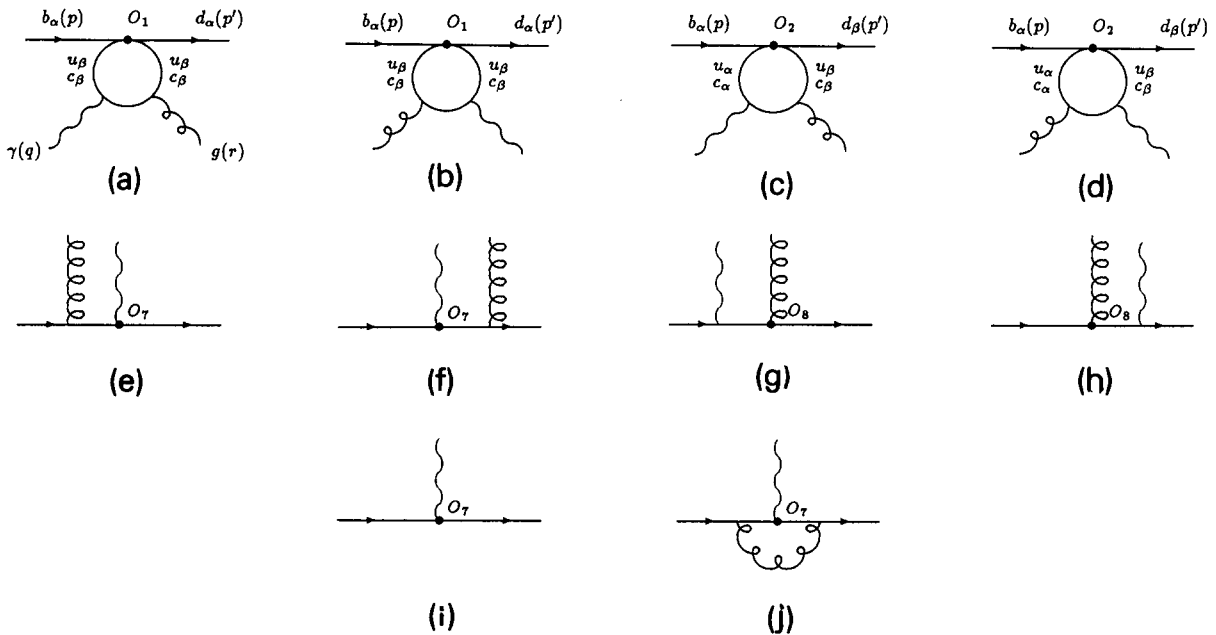 b_α(p) O_1 d_α(p′)
u_β c_β u_β c_β
γ(q) g(r)
(a)
b_α(p) O_1 d_α(p′)
u_β c_β u_β c_β
(b)
b_α(p) O_2 d_β(p′)
u_α c_α u_β c_β
(c)
b_α(p) O_2 d_β(p′)
u_α c_α u_β c_β
(d)
O_7
(e)
O_7
(f)
O_8
(g)
O_8
(h)
O_7
(i)
O_7
(j)